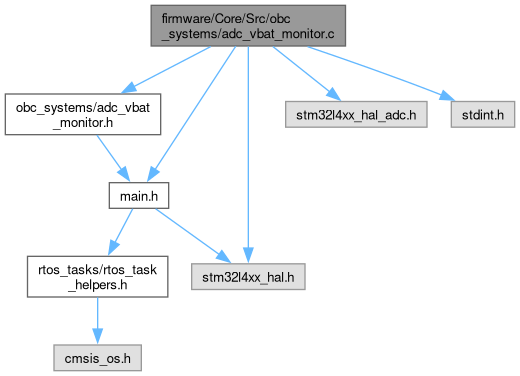 firmware/Core/Src/obc
_systems/adc_vbat_monitor.c
obc_systems/adc_vbat
_monitor.h
stm32l4xx_hal_adc.h
stdint.h
main.h
rtos_tasks/rtos_task
_helpers.h
stm32l4xx_hal.h
cmsis_os.h